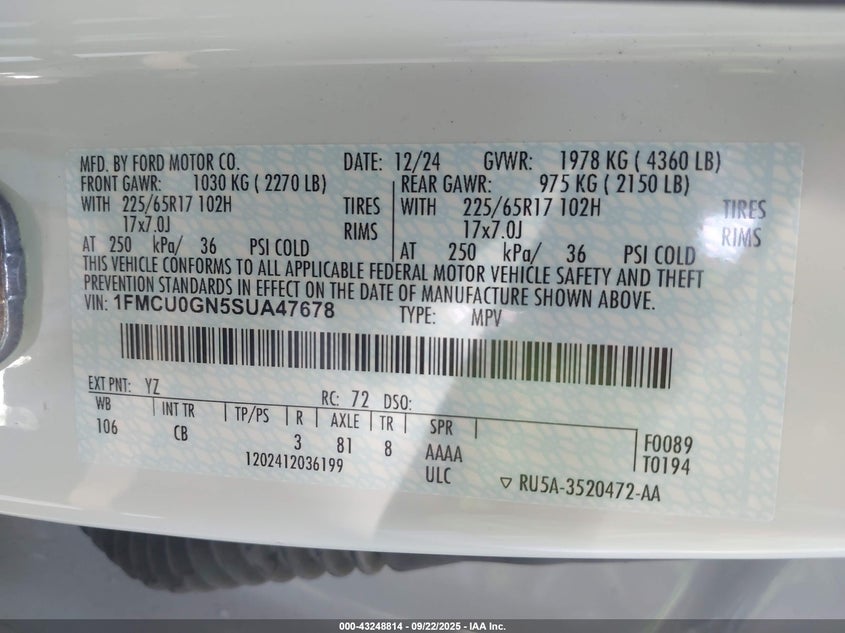 MFD. BY FORD MOTOR CO. DATE: 12/24 GVWR: 1978 KG ( 4360 LB)
FRONT GAWR: 1030 KG ( 2270 LB) REAR GAWR: 975 KG ( 2150 LB)
WITH 225/65R17 102H TIRES WITH 225/65R17 102H TIRES
17x7.0J RIMS 17x7.0J RIMS
AT 250 kPa/ 36 PSI COLD AT 250 kPa/ 36 PSI COLD
THIS VEHICLE CONFORMS TO ALL APPLICABLE FEDERAL MOTOR VEHICLE SAFETY AND THEFT
PREVENTION STANDARDS IN EFFECT ON THE DATE OF MANUFACTURE SHOWN ABOVE.
VIN: 1FMCU0GN5SUA47678 TYPE: MPV
EXT PNT: YZ RC: 72 DSO:
WB INT TR TP/PS R AXLE TR SPR
106 CB 3 81 8 AAAA F0089
1202412036199 ULC T0194
▽ RU5A-3520472-AA
000-43248814 - 09/22/2025 - IAA Inc.